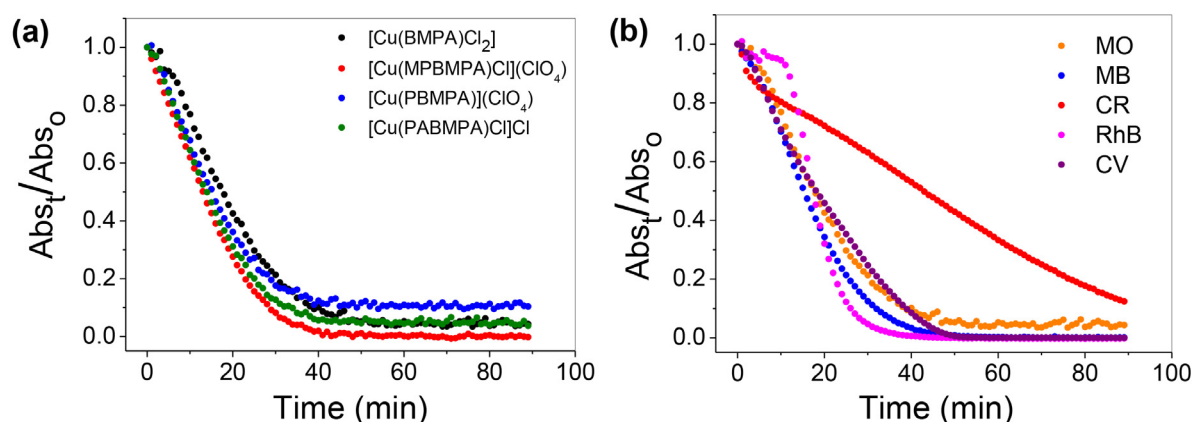 (a)
[Cu(BMPA)Cl2]
[Cu(MPBMPA)Cl](ClO4)
[Cu(PBMPA)](ClO4)
[Cu(PABMPA)Cl]Cl
Abst/Abso
1.0
0.8
0.6
0.4
0.2
0.0
0 20 40 60 80 100
Time (min)
(b)
MO
MB
CR
RhB
CV
Abst/Abso
1.0
0.8
0.6
0.4
0.2
0.0
0 20 40 60 80 100
Time (min)